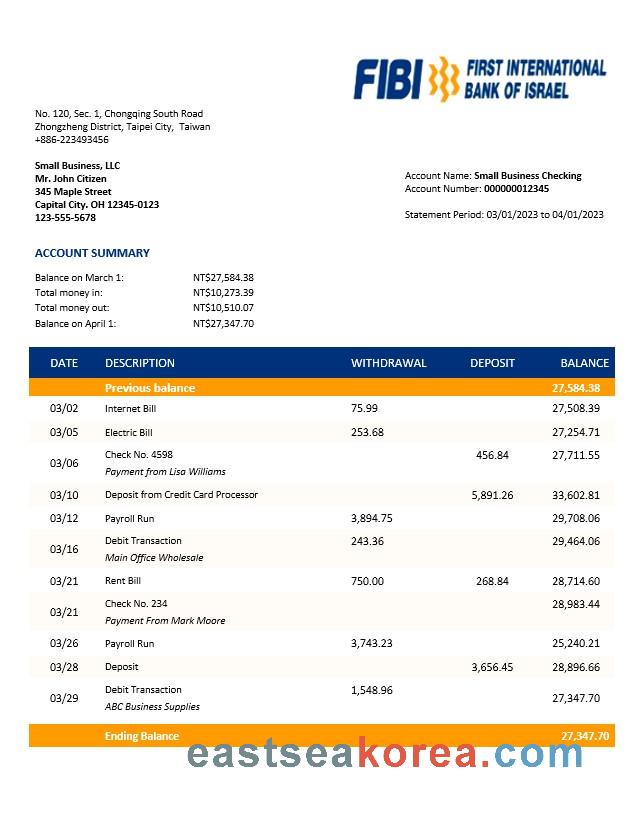 FIBI FIRST INTERNATIONAL
BANK OF ISRAEL
No. 120, Sec. 1, Chongqing South Road
Zhongzheng District, Taipei City, Taiwan
+886-223493456
Small Business, LLC
Mr. John Citizen
345 Maple Street
Capital City. OH 12345-0123
123-555-5678
Account Name: Small Business Checking
Account Number: 000000012345
Statement Period: 03/01/2023 to 04/01/2023
ACCOUNT SUMMARY
Balance on March 1: NT$27,584.38
Total money in: NT$10,273.39
Total money out: NT$10,510.07
Balance on April 1: NT$27,347.70
DATE DESCRIPTION WITHDRAWAL DEPOSIT BALANCE
Previous balance 27,584.38
03/02 Internet Bill 75.99 27,508.39
03/05 Electric Bill 253.68 27,254.71
03/06 Check No. 4598 456.84 27,711.55
Payment from Lisa Williams
03/10 Deposit from Credit Card Processor 5,891.26 33,602.81
03/12 Payroll Run 3,894.75 29,708.06
03/16 Debit Transaction 243.36 29,464.06
Main Office Wholesale
03/21 Rent Bill 750.00 268.84 28,714.60
03/21 Check No. 234 28,983.44
Payment From Mark Moore
03/26 Payroll Run 3,743.23 25,240.21
03/28 Deposit 3,656.45 28,896.66
03/29 Debit Transaction 1,548.96 27,347.70
ABC Business Supplies
Ending Balance 27,347.70
eastseakorea.com